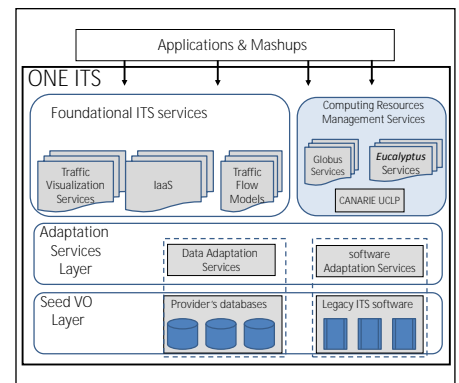 Applications & Mashups
ONE ITS
Foundational ITS services
Traffic
Visualization
Services
IaaS
Traffic
Flow
Models
Computing Resources
Management Services
Globus
Services
Eucalyptus
Services
CANARIE UCLP
Adaptation
Services
Layer
Data Adaptation
Services
software
Adaptation Services
Seed VO
Layer
Provider's databases
Legacy ITS software